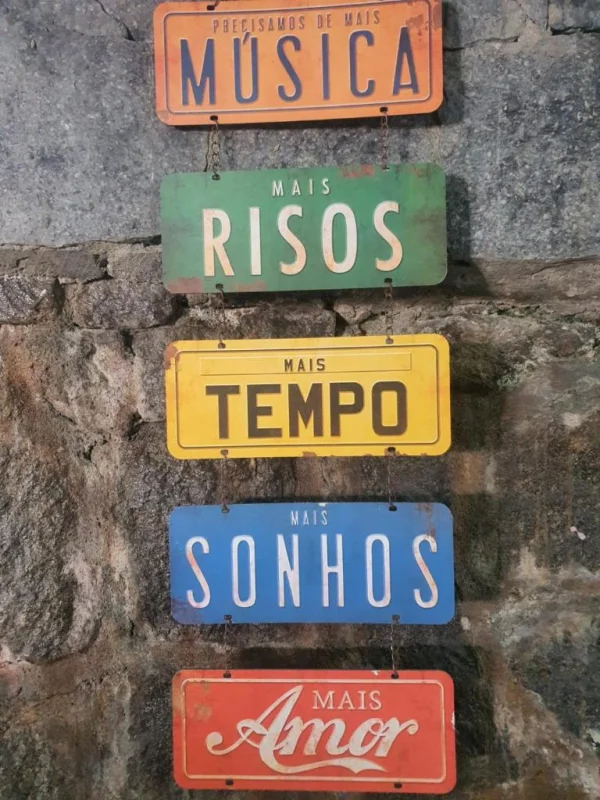 PRECISAMOS DE MAIS
MÚSICA
MAIS
RISOS
MAIS
TEMPO
MAIS
SONHOS
MAIS
Amor